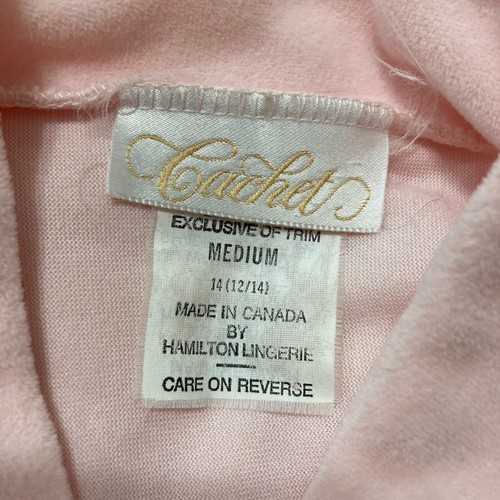 Cachet
EXCLUSIVE OF TRIM
MEDIUM
14 (12/14)
MADE IN CANADA
BY
HAMILTON LINGERIE
CARE ON REVERSE